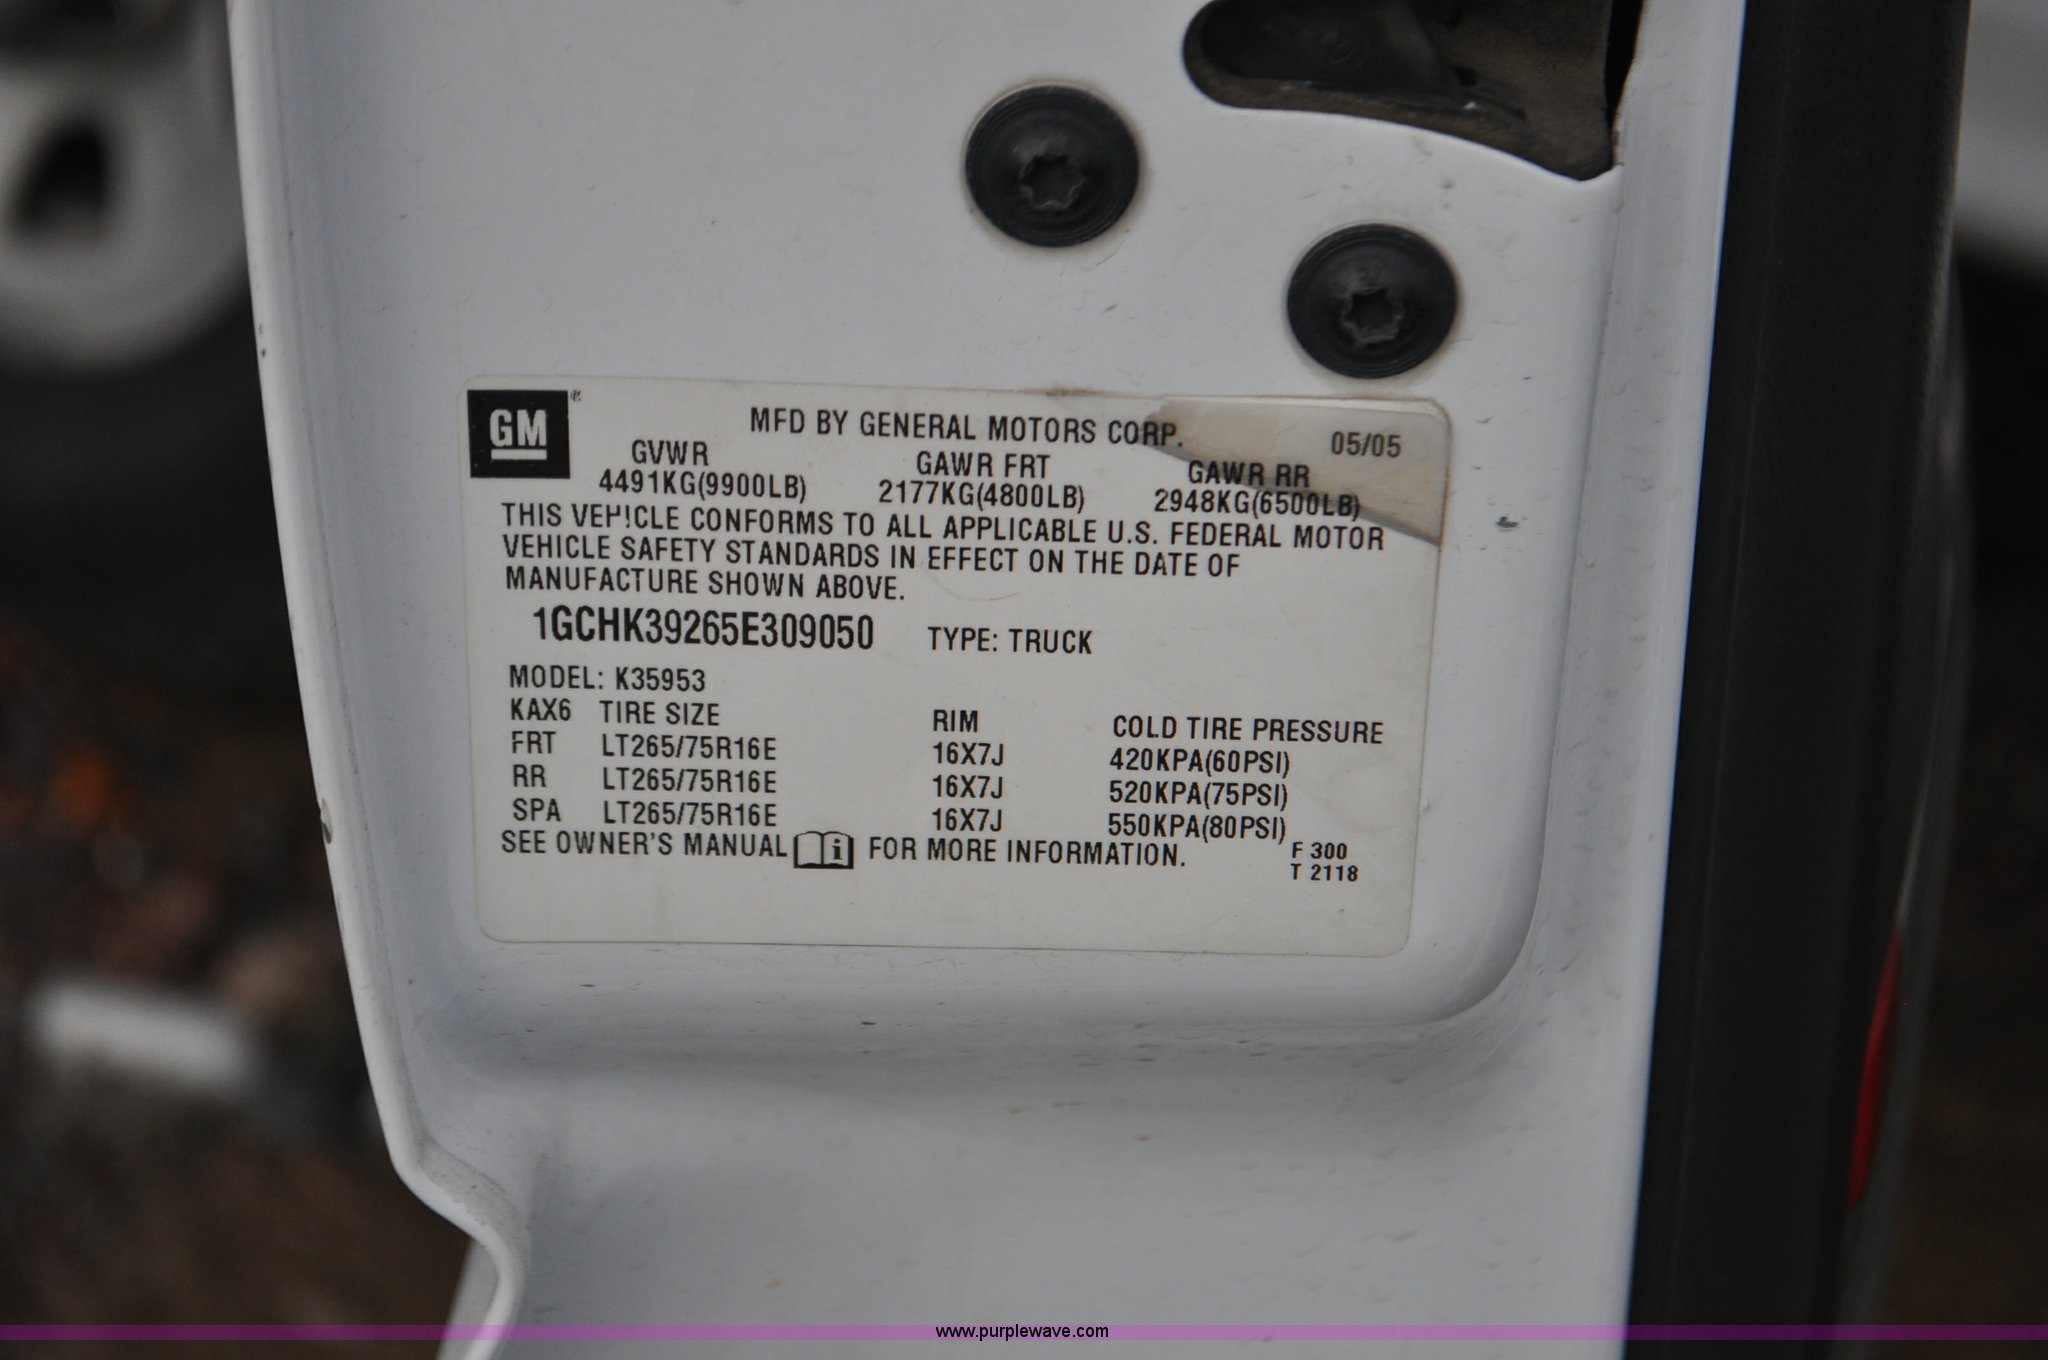 GM
MFD BY GENERAL MOTORS CORP. 05/05
GVWR GAWR FRT GAWR RR
4491KG(9900LB) 2177KG(4800LB) 2948KG(6500LB)
THIS VEHICLE CONFORMS TO ALL APPLICABLE U.S. FEDERAL MOTOR
VEHICLE SAFETY STANDARDS IN EFFECT ON THE DATE OF
MANUFACTURE SHOWN ABOVE.
1GCHK39265E309050 TYPE: TRUCK
MODEL: K35953
KAX6 TIRE SIZE RIM COLD TIRE PRESSURE
FRT LT265/75R16E 16X7J 420KPA(60PSI)
RR LT265/75R16E 16X7J 520KPA(75PSI)
SPA LT265/75R16E 16X7J 550KPA(80PSI)
SEE OWNER'S MANUAL i FOR MORE INFORMATION. F 300
T 2118
www.purplewave.com